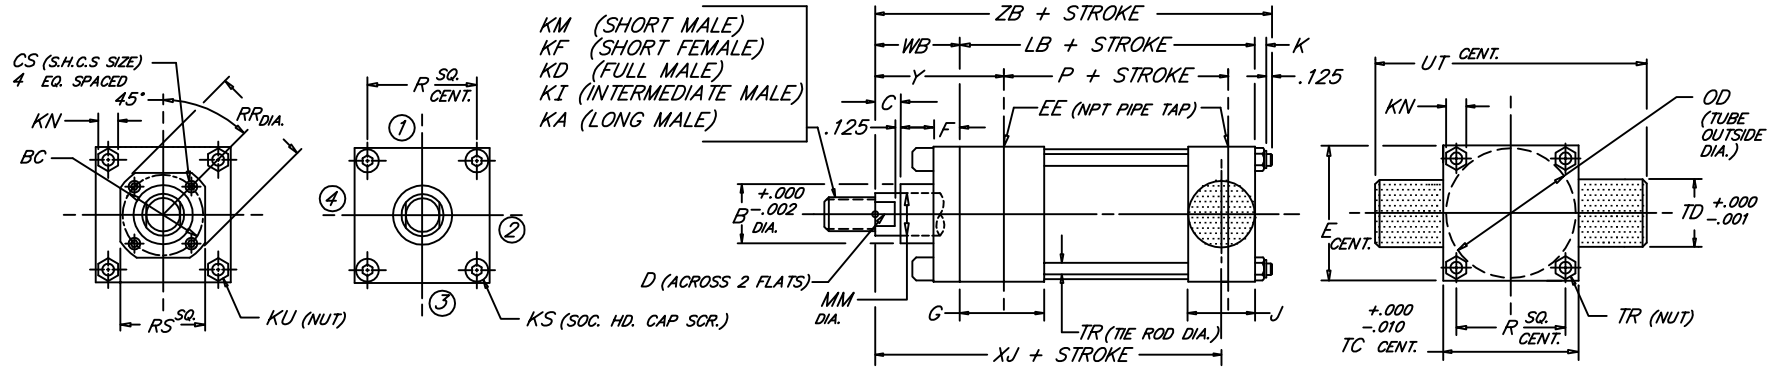 CS (S.H.C.S SIZE)
4 EQ. SPACED
45°
RR DIA.
KN
BC
RS SQ.
KU (NUT)
R SQ. CENT.
①
②
③
④
KS (SOC. HD. CAP SCR.)
KM (SHORT MALE)
KF (SHORT FEMALE)
KD (FULL MALE)
KI (INTERMEDIATE MALE)
KA (LONG MALE)
ZB + STROKE
WB
LB + STROKE
K
Y
P + STROKE
.125
C
EE (NPT PIPE TAP)
.125
F
B +.000
-.002
DIA.
D (ACROSS 2 FLATS)
MM
DIA.
G
J
TR (TIE ROD DIA.)
XJ + STROKE
UT CENT.
KN
OD
(TUBE
OUTSIDE
DIA.)
E CENT.
TD +.000
-.001
TR (NUT)
R SQ. CENT.
+.000
-.010
TC CENT.